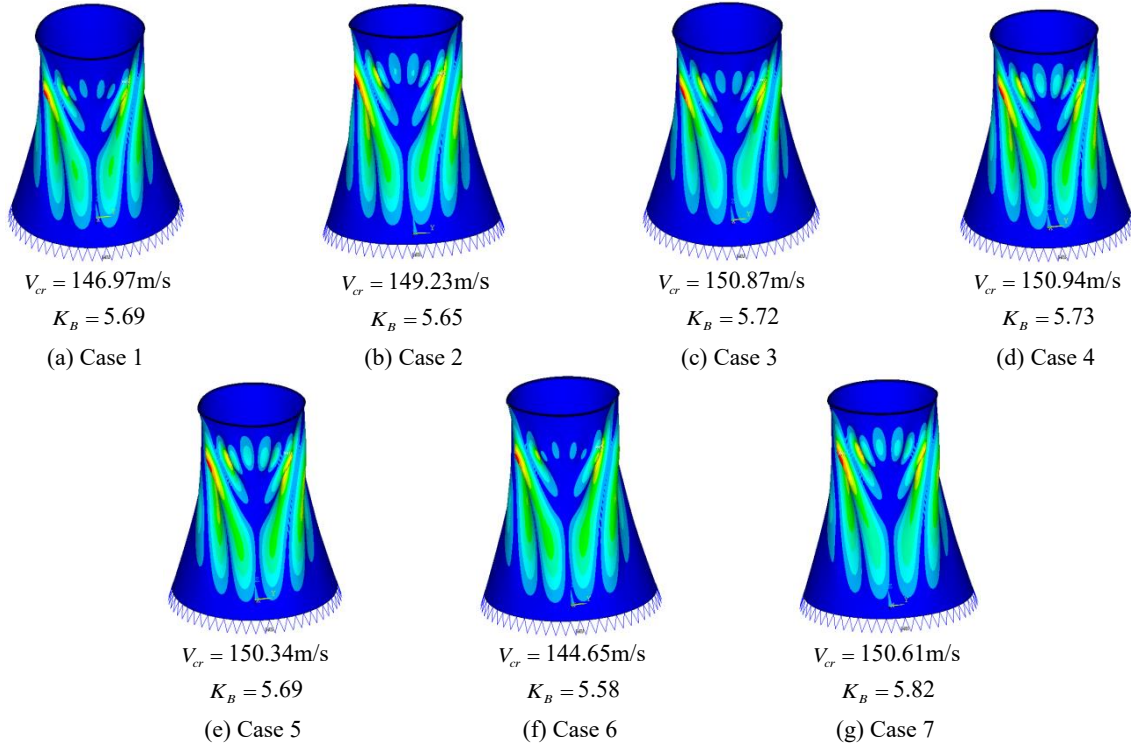 V_cr = 146.97m/s
K_B = 5.69
(a) Case 1
V_cr = 149.23m/s
K_B = 5.65
(b) Case 2
V_cr = 150.87m/s
K_B = 5.72
(c) Case 3
V_cr = 150.94m/s
K_B = 5.73
(d) Case 4
V_cr = 150.34m/s
K_B = 5.69
(e) Case 5
V_cr = 144.65m/s
K_B = 5.58
(f) Case 6
V_cr = 150.61m/s
K_B = 5.82
(g) Case 7